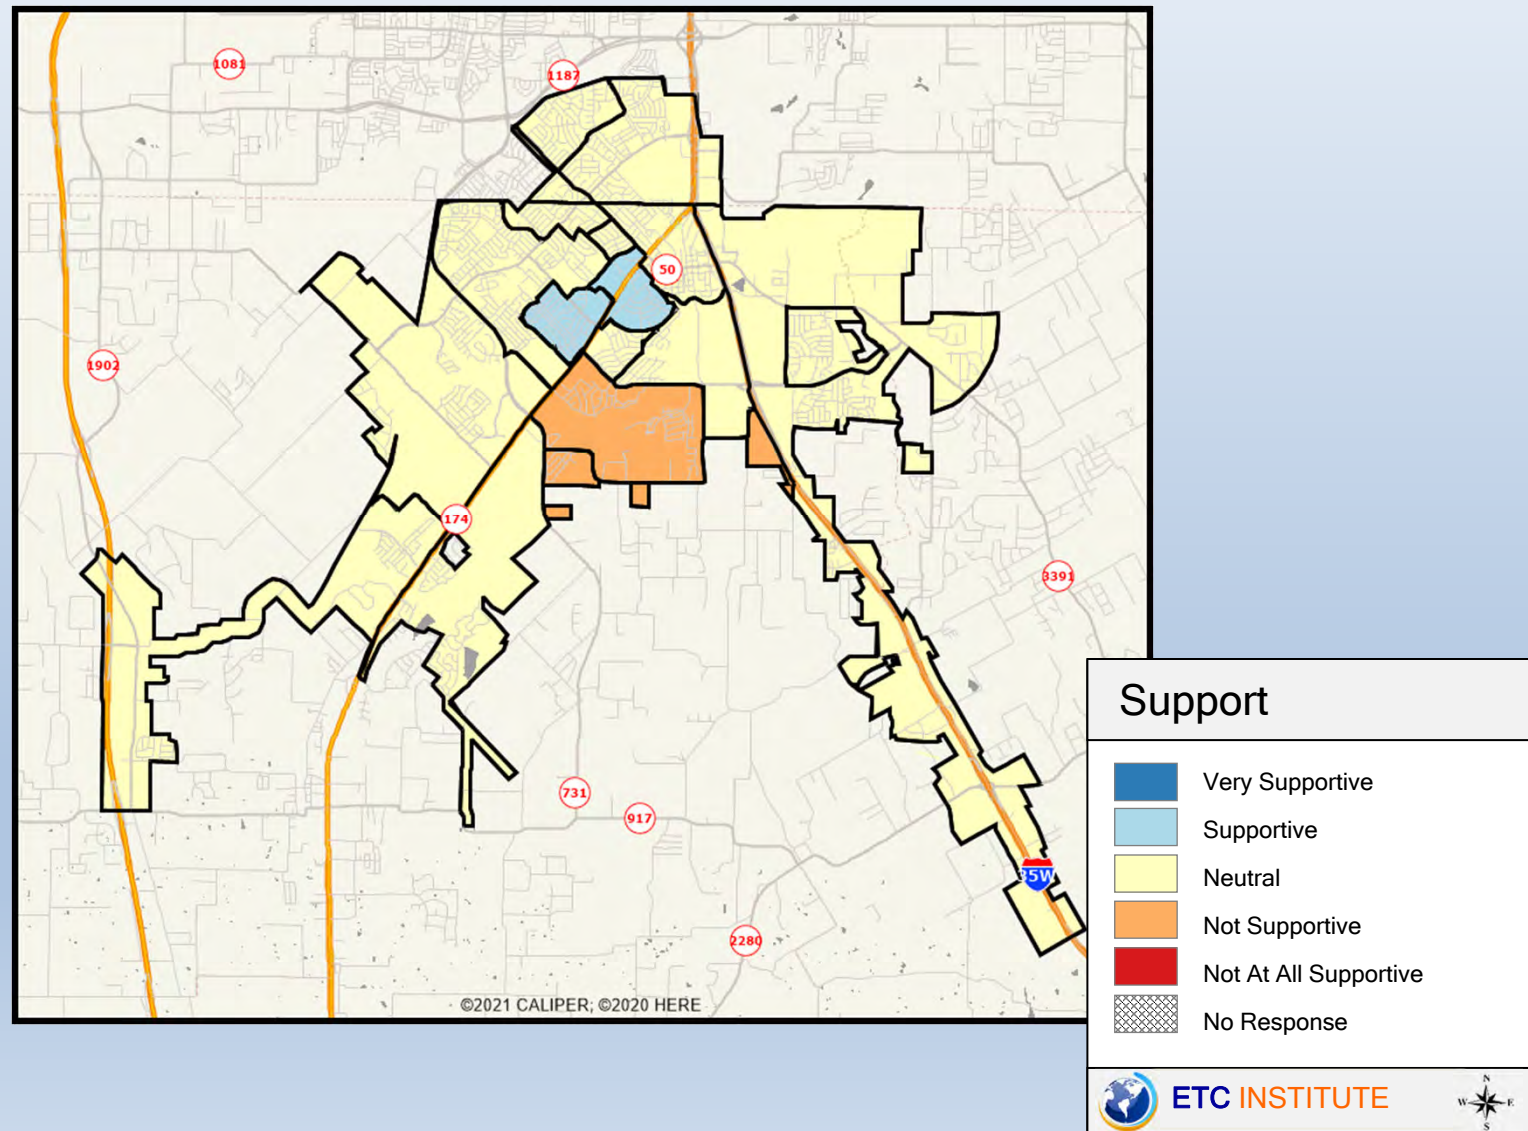 1081
1187
50
1902
174
3391
731
917
35W
2280
©2021 CALIPER; ©2020 HERE
Support
Very Supportive
Supportive
Neutral
Not Supportive
Not At All Supportive
No Response
ETC INSTITUTE
N
W E
S